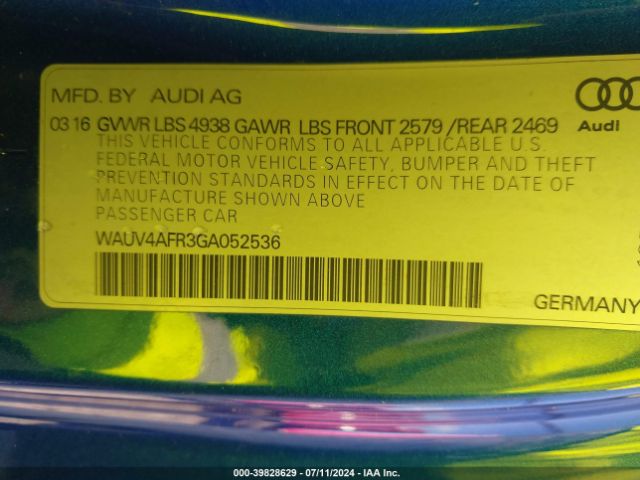 MFD. BY AUDI AG
03 16 GVWR LBS 4938 GAWR LBS FRONT 2579 /REAR 2469
THIS VEHICLE CONFORMS TO ALL APPLICABLE U.S.
FEDERAL MOTOR VEHICLE SAFETY, BUMPER AND THEFT
PREVENTION STANDARDS IN EFFECT ON THE DATE OF
MANUFACTURE SHOWN ABOVE
PASSENGER CAR
WAUV4AFR3GA052536
Audi
GERMANY
000-39828629 - 07/11/2024 - IAA Inc.